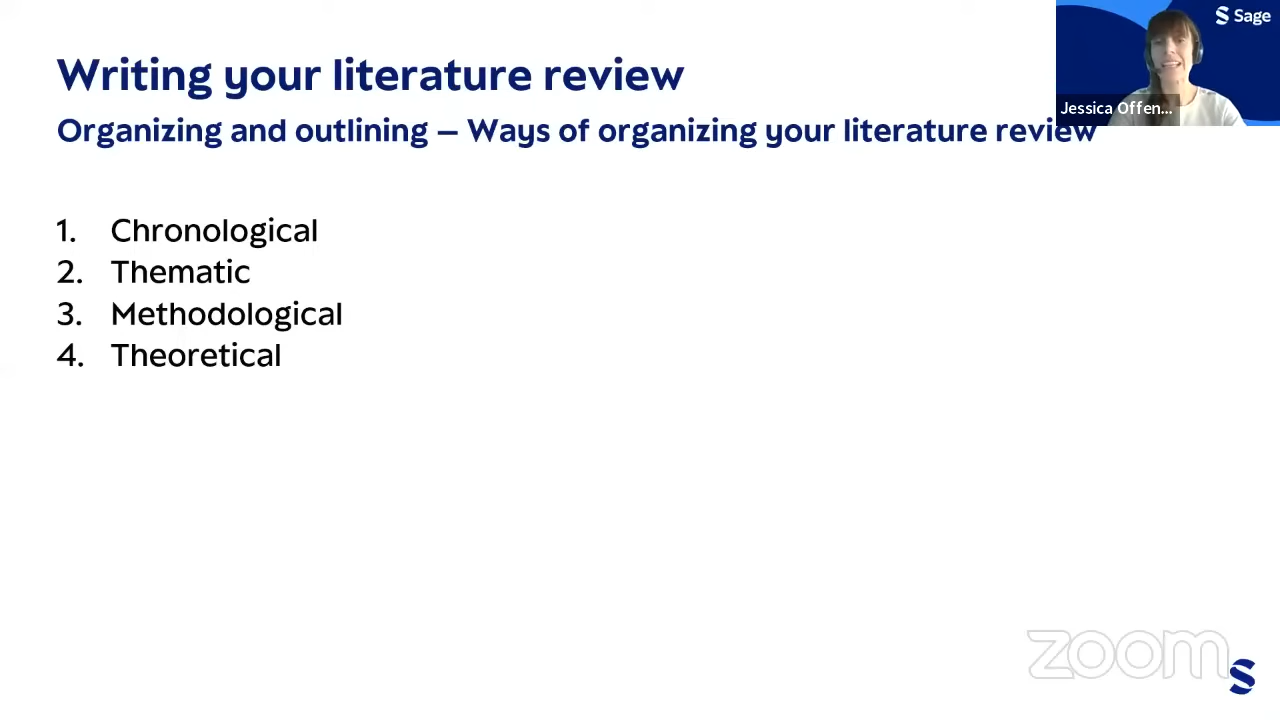 Writing your literature review
Organizing and outlining – Ways of organizing your literature review
1. Chronological
2. Thematic
3. Methodological
4. Theoretical
Sage
Jessica Offen...
zoom
S